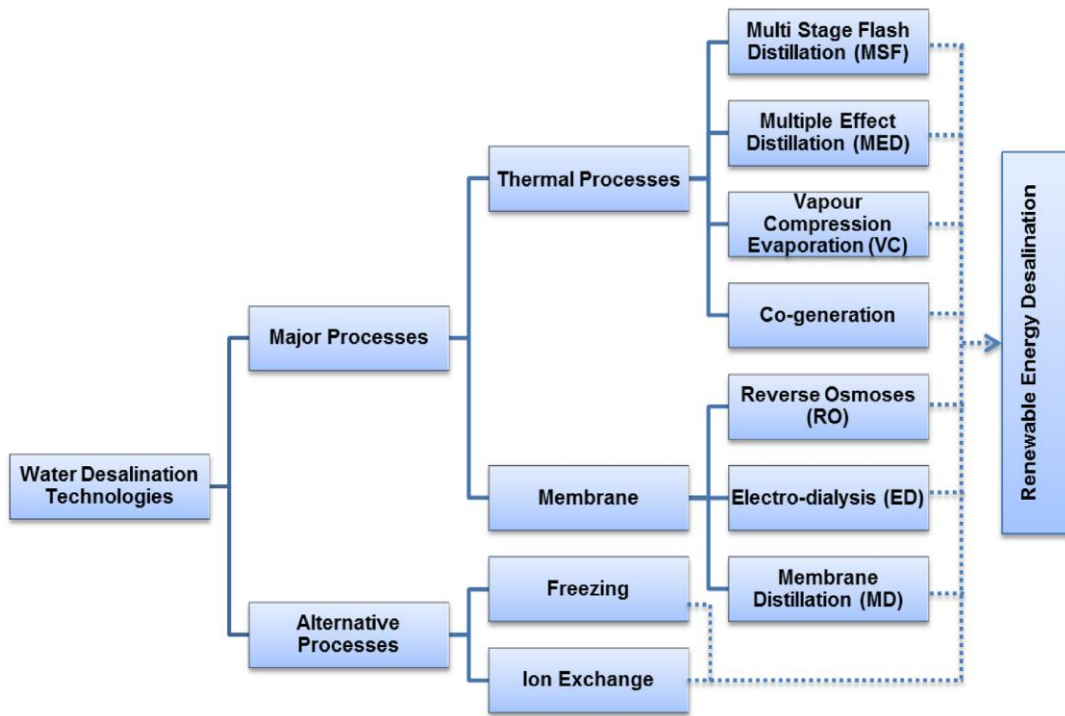 Water Desalination
Technologies
Major Processes
Alternative
Processes
Thermal Processes
Membrane
Freezing
Ion Exchange
Multi Stage Flash
Distillation (MSF)
Multiple Effect
Distillation (MED)
Vapour
Compression
Evaporation (VC)
Co-generation
Reverse Osmoses
(RO)
Electro-dialysis (ED)
Membrane
Distillation (MD)
Renewable Energy Desalination